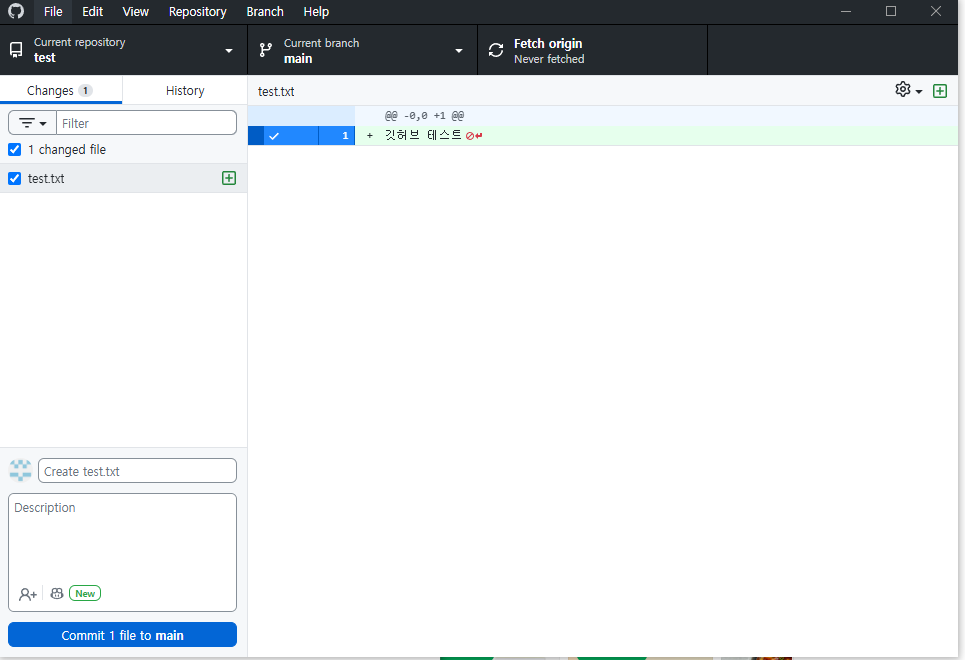 File Edit View Repository Branch Help
Current repository
test
Current branch
main
Fetch origin
Never fetched
Changes 1
History
Filter
1 changed file
test.txt
test.txt
@@ -0,0 +1 @@
1 + 깃허브 테스트
Create test.txt
Description
New
Commit 1 file to main